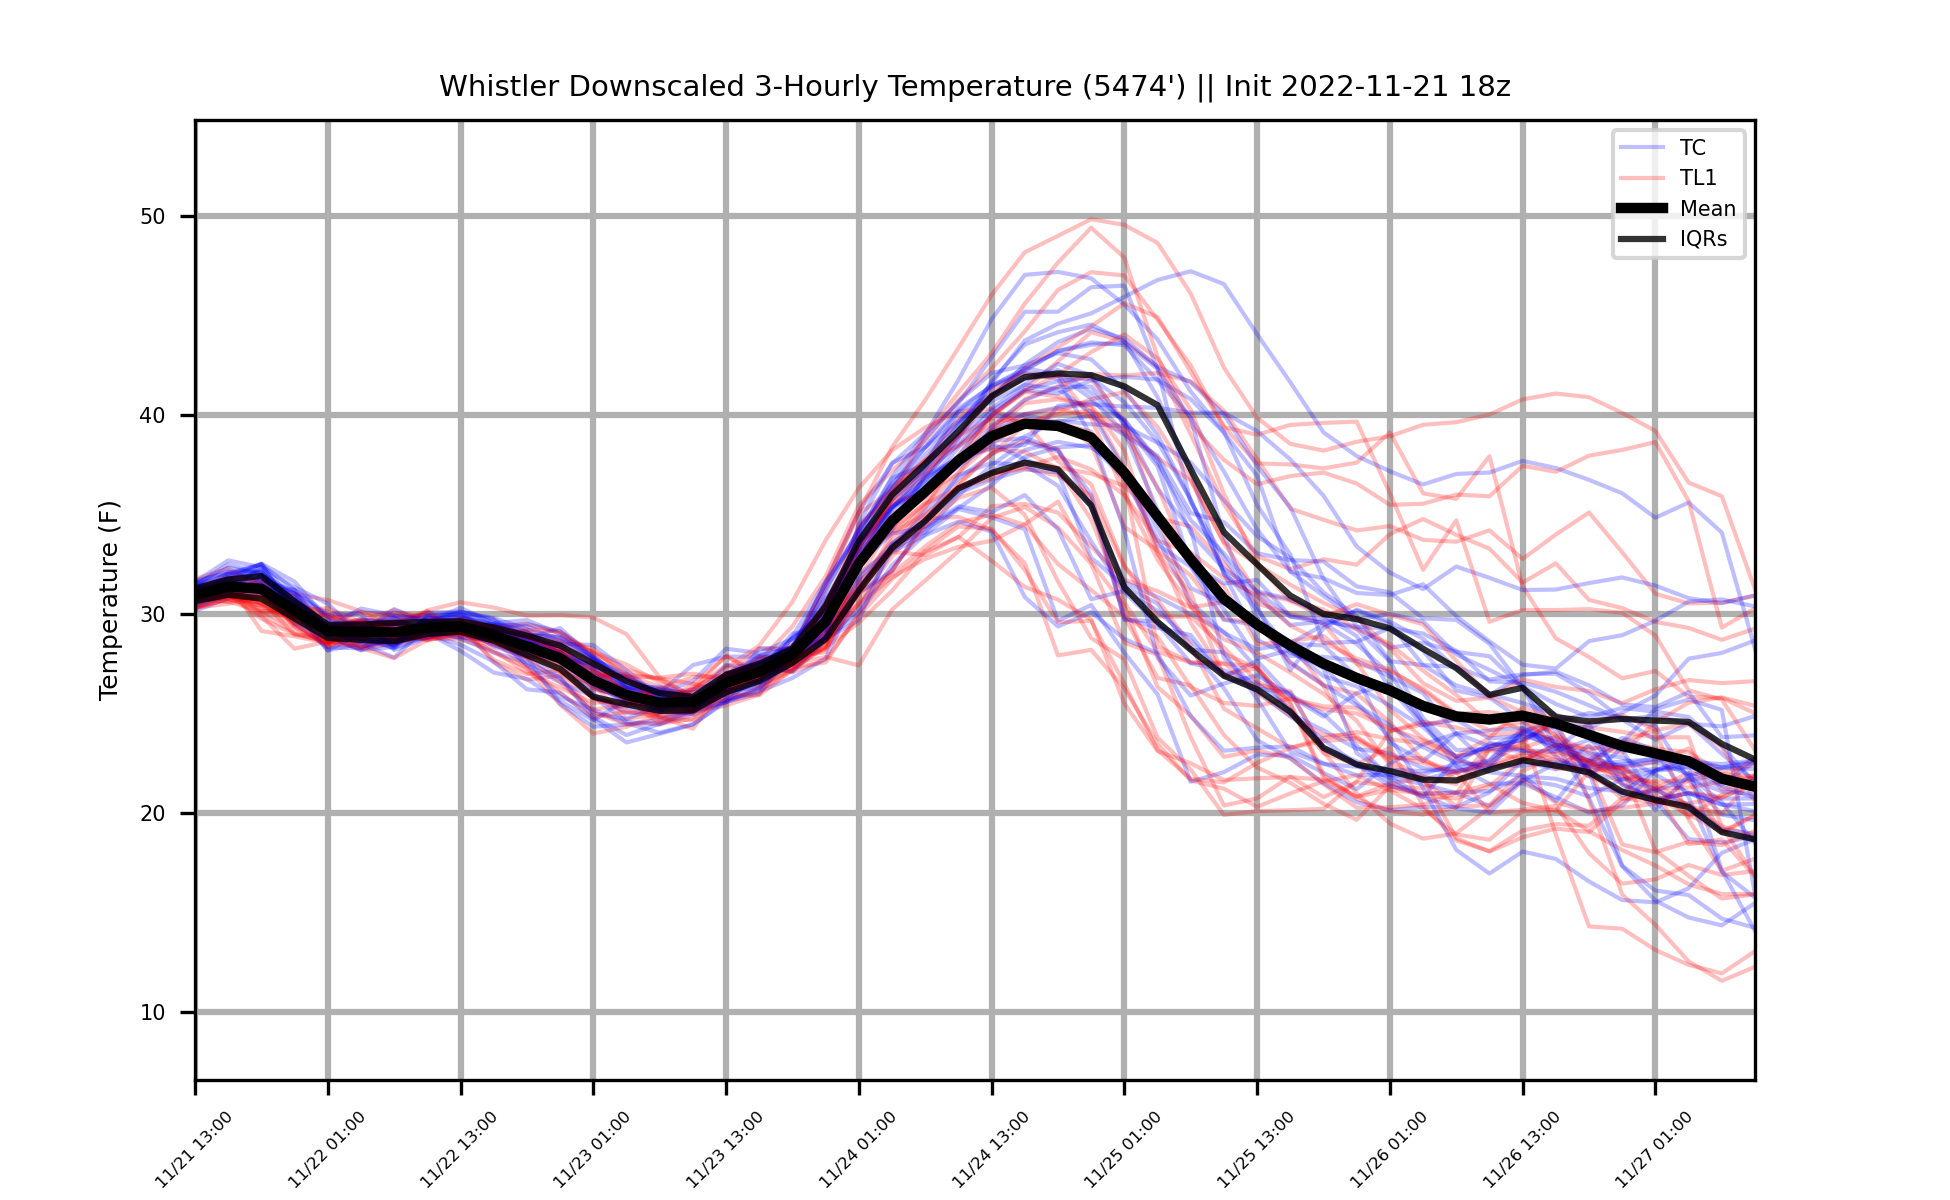 Whistler Downscaled 3-Hourly Temperature (5474') || Init 2022-11-21 18z
TC
TL1
Mean
IQRs
Temperature (F)
50
40
30
20
10
11/21 13:00
11/22 01:00
11/22 13:00
11/23 01:00
11/23 13:00
11/24 01:00
11/24 13:00
11/25 01:00
11/25 13:00
11/26 01:00
11/26 13:00
11/27 01:00